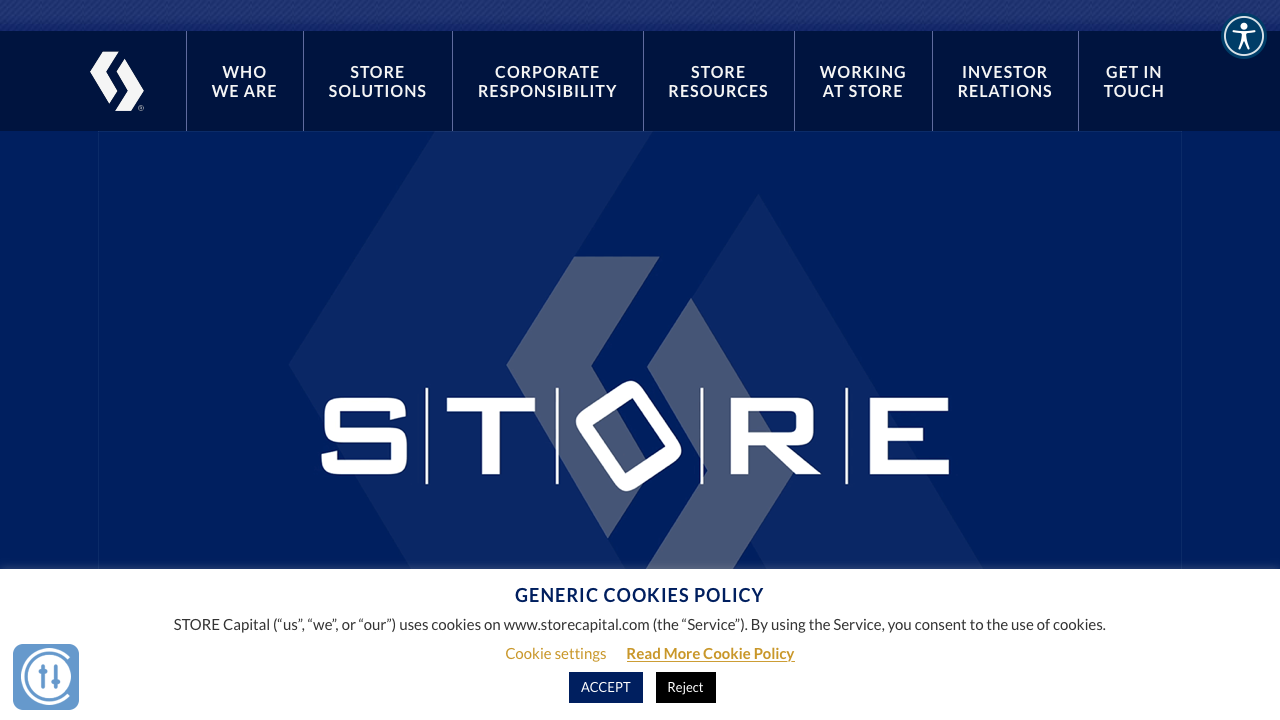 WHO
WE ARE
STORE
SOLUTIONS
CORPORATE
RESPONSIBILITY
STORE
RESOURCES
WORKING
AT STORE
INVESTOR
RELATIONS
GET IN
TOUCH
®
S|T|O|R|E
GENERIC COOKIES POLICY
STORE Capital (“us”, “we”, or “our”) uses cookies on www.storecapital.com (the “Service”). By using the Service, you consent to the use of cookies.
Cookie settings Read More Cookie Policy
ACCEPT Reject